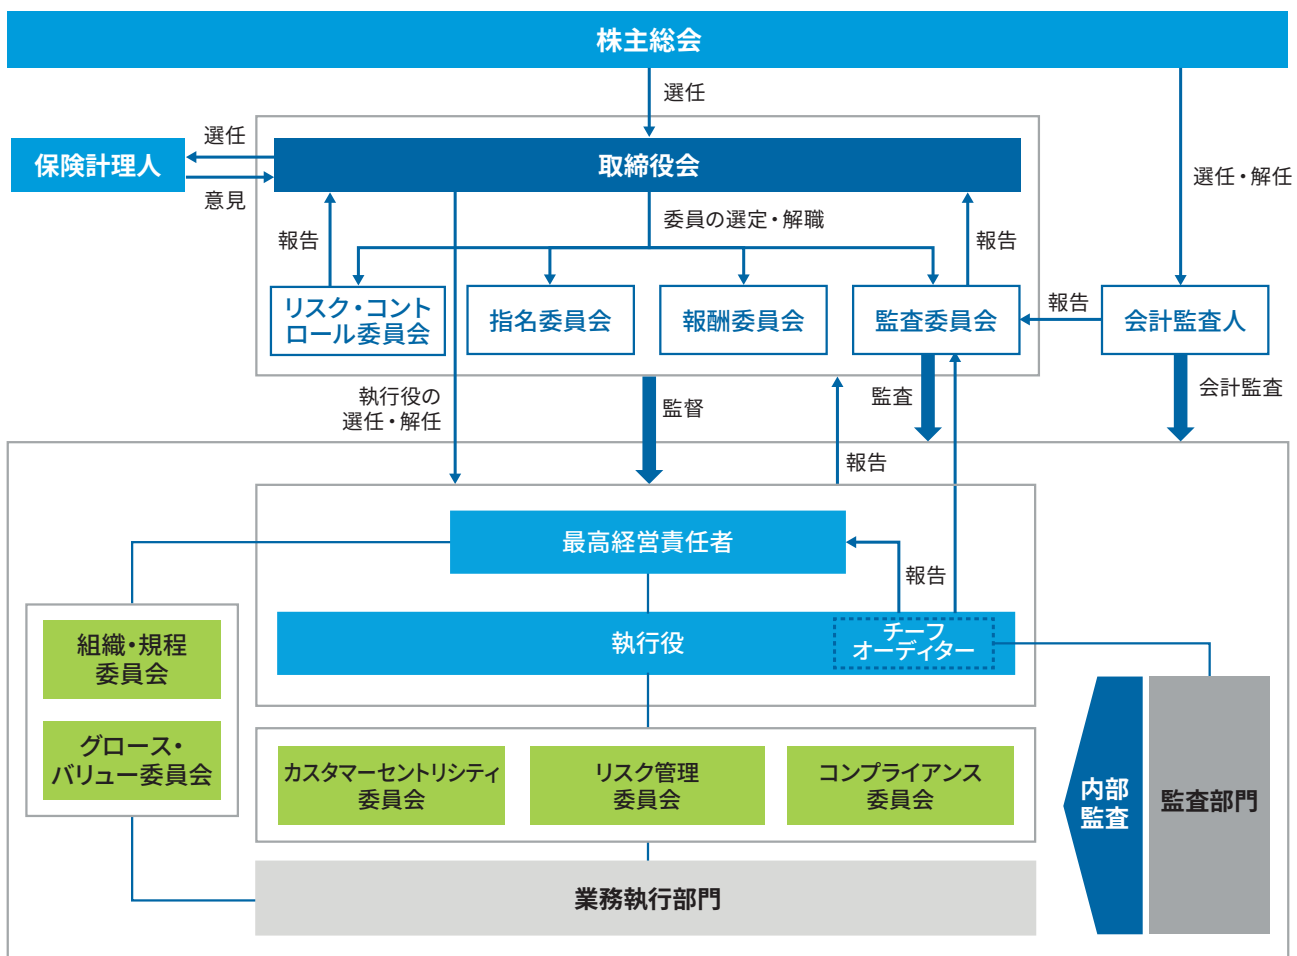 株主総会
選任
選任
保険計理人
取締役会
選任・解任
意見
委員の選定・解職
報告
報告
リスク・コント
ロール委員会
指名委員会
報酬委員会
監査委員会
報告
会計監査人
執行役の
選任・解任
監督
監査
会計監査
報告
最高経営責任者
報告
執行役
チーフ
オーディター
組織・規程
委員会
グロース・
バリュー委員会
カスタマーセントリシティ
委員会
リスク管理
委員会
コンプライアンス
委員会
内部
監査
監査部門
業務執行部門